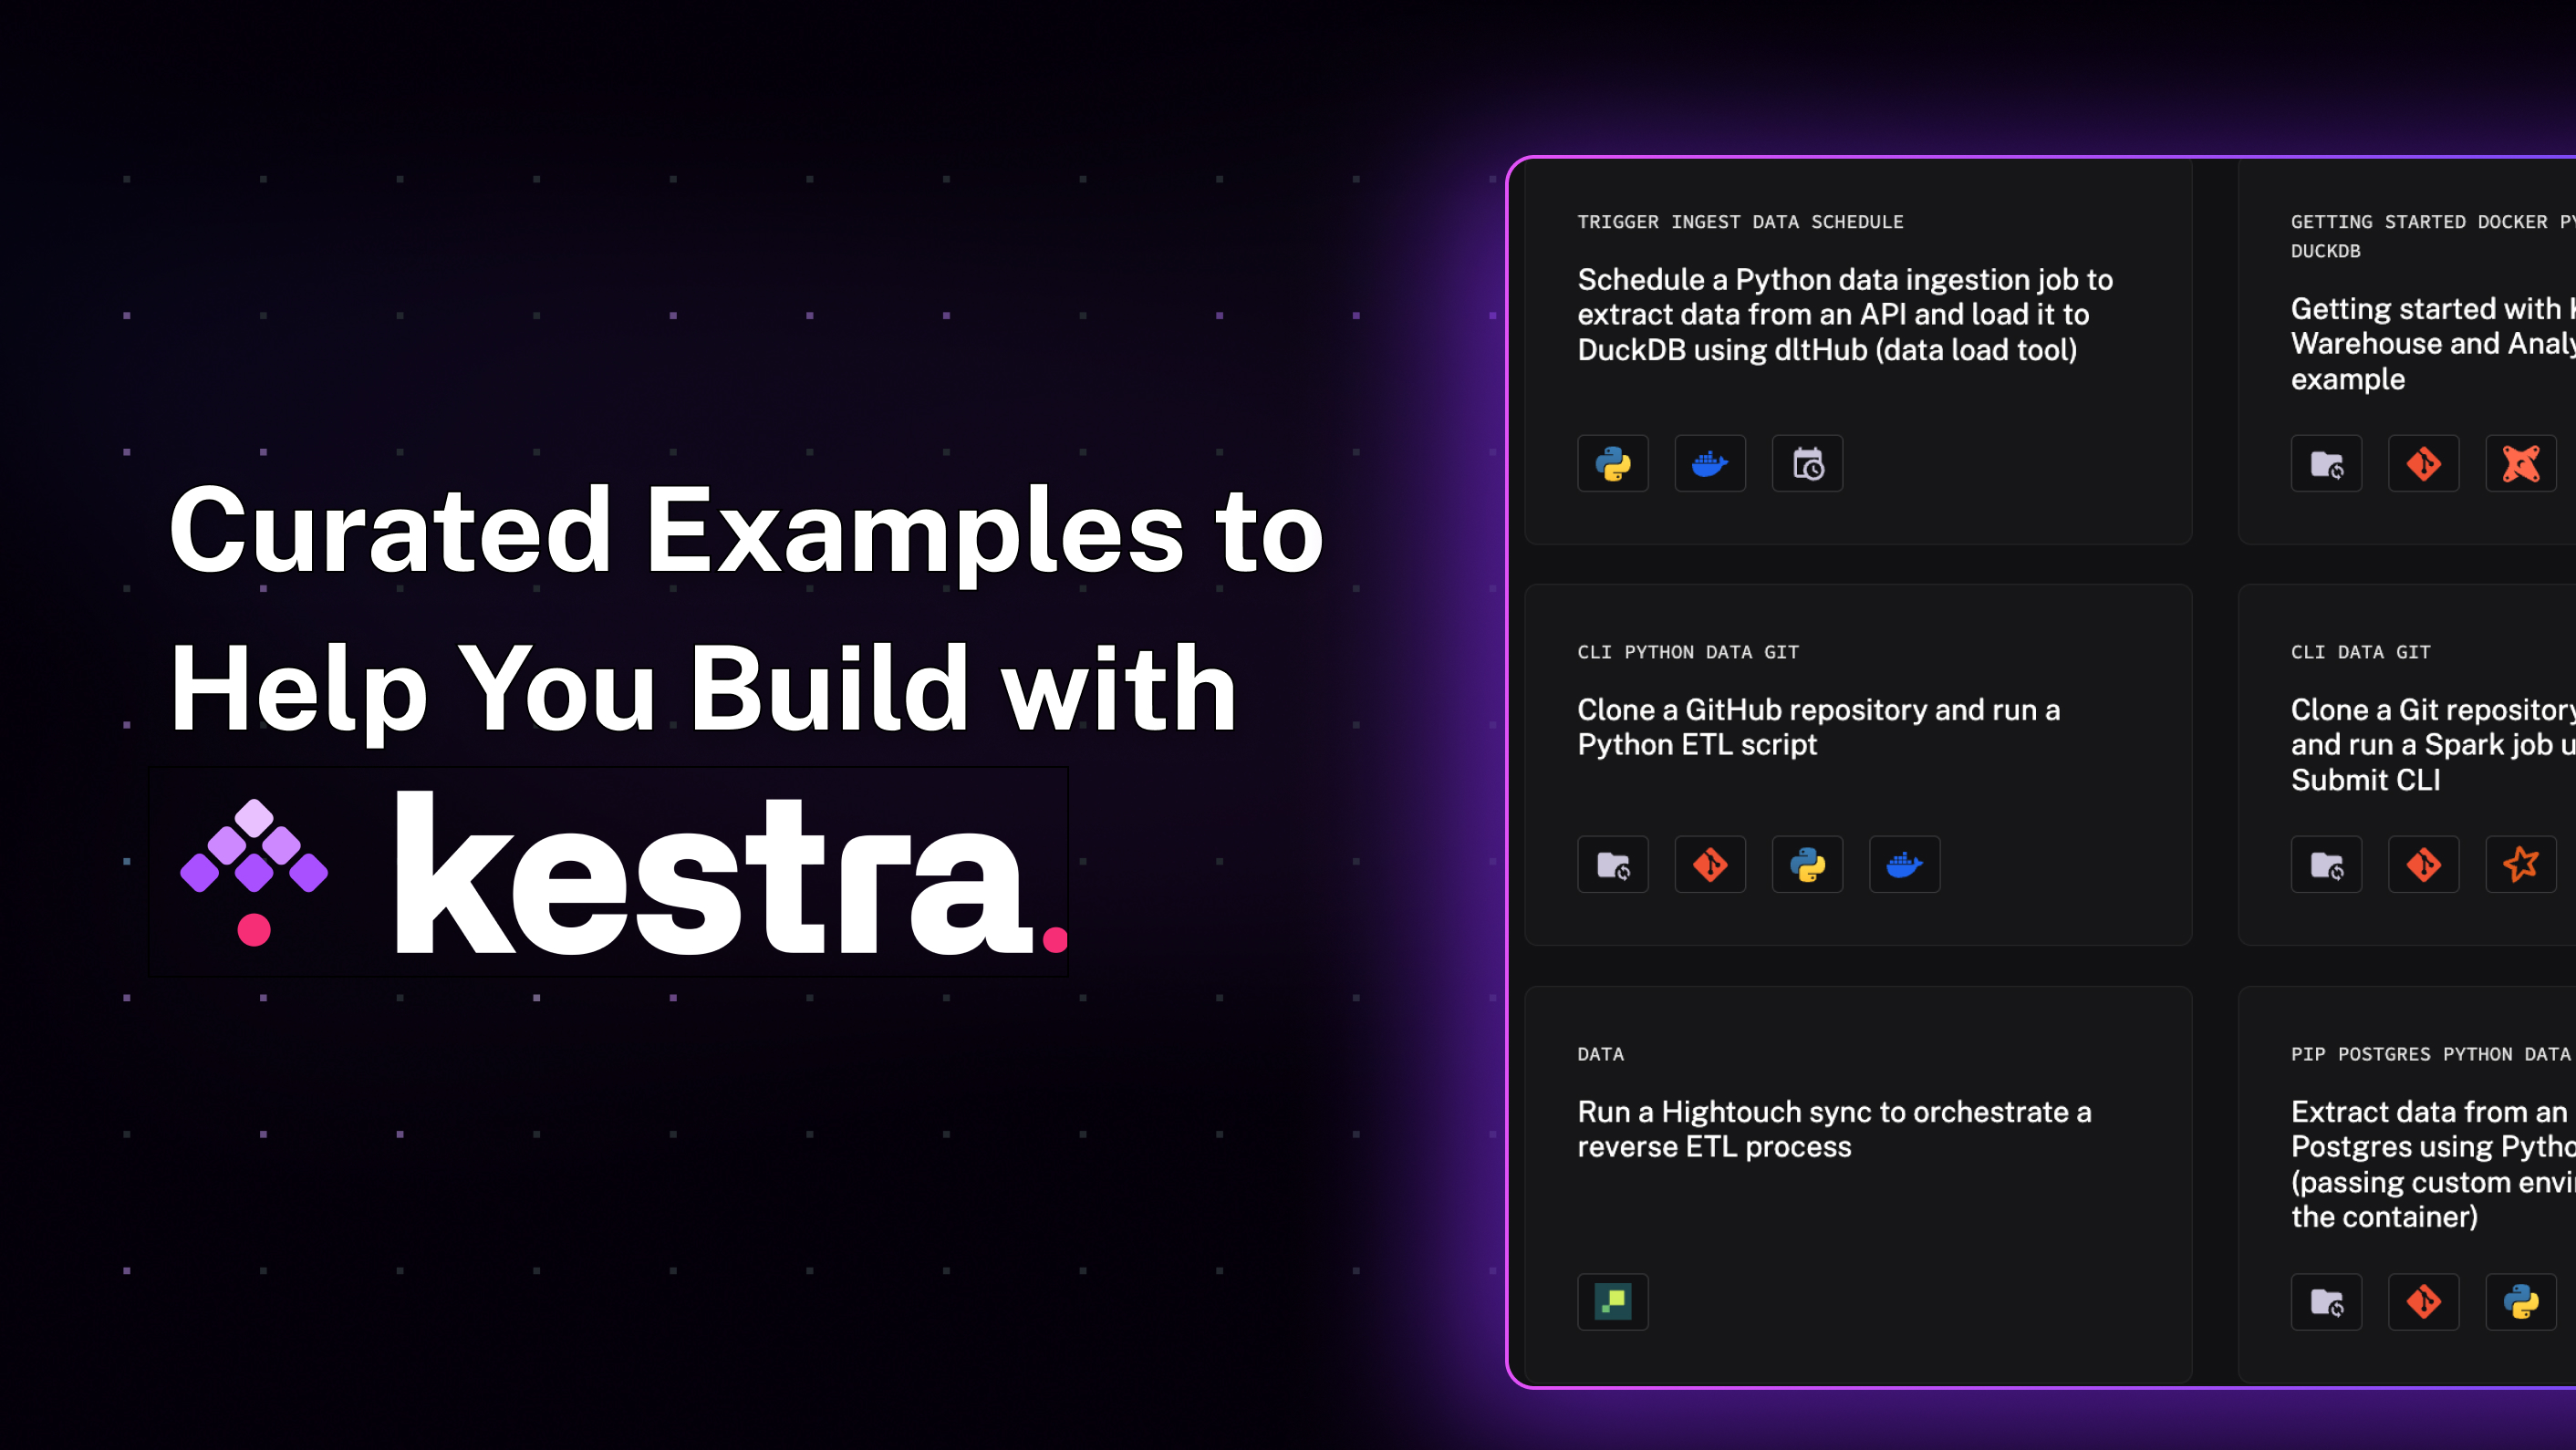 Curated Examples to
Help You Build with
kestra.
TRIGGER INGEST DATA SCHEDULE
Schedule a Python data ingestion job to
extract data from an API and load it to
DuckDB using dltHub (data load tool)
GETTING STARTED DOCKER
DUCKDB
Getting started with
Warehouse and
example
CLI PYTHON DATA GIT
Clone a GitHub repository and run a
Python ETL script
CLI DATA GIT
Clone a Git repository
and run a Spark job
Submit CLI
DATA
Run a Hightouch sync to orchestrate a
reverse ETL process
PIP POSTGRES PYTHON DATA
Extract data from an
Postgres using
(passing custom
the container)